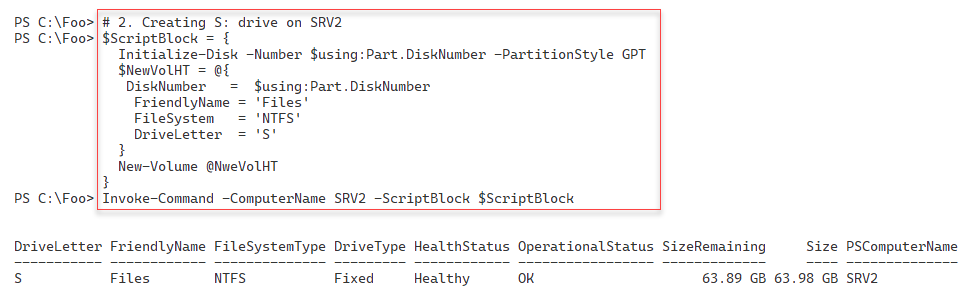 PS C:\Foo> # 2. Creating S: drive on SRV2
PS C:\Foo> $ScriptBlock = {
  Initialize-Disk -Number $using:Part.DiskNumber -PartitionStyle GPT
  $NewVolHT = @{
   DiskNumber   =  $using:Part.DiskNumber
    FriendlyName = 'Files'
    FileSystem   = 'NTFS'
    DriveLetter  = 'S'
  }
  New-Volume @NweVolHT
}
PS C:\Foo> Invoke-Command -ComputerName SRV2 -ScriptBlock $ScriptBlock
DriveLetter FriendlyName FileSystemType DriveType HealthStatus OperationalStatus SizeRemaining     Size PSComputerName
----------- ------------ -------------- --------- ------------ ----------------- -------------     ---- --------------
S           Files        NTFS           Fixed     Healthy      OK                     63.89 GB 63.98 GB SRV2